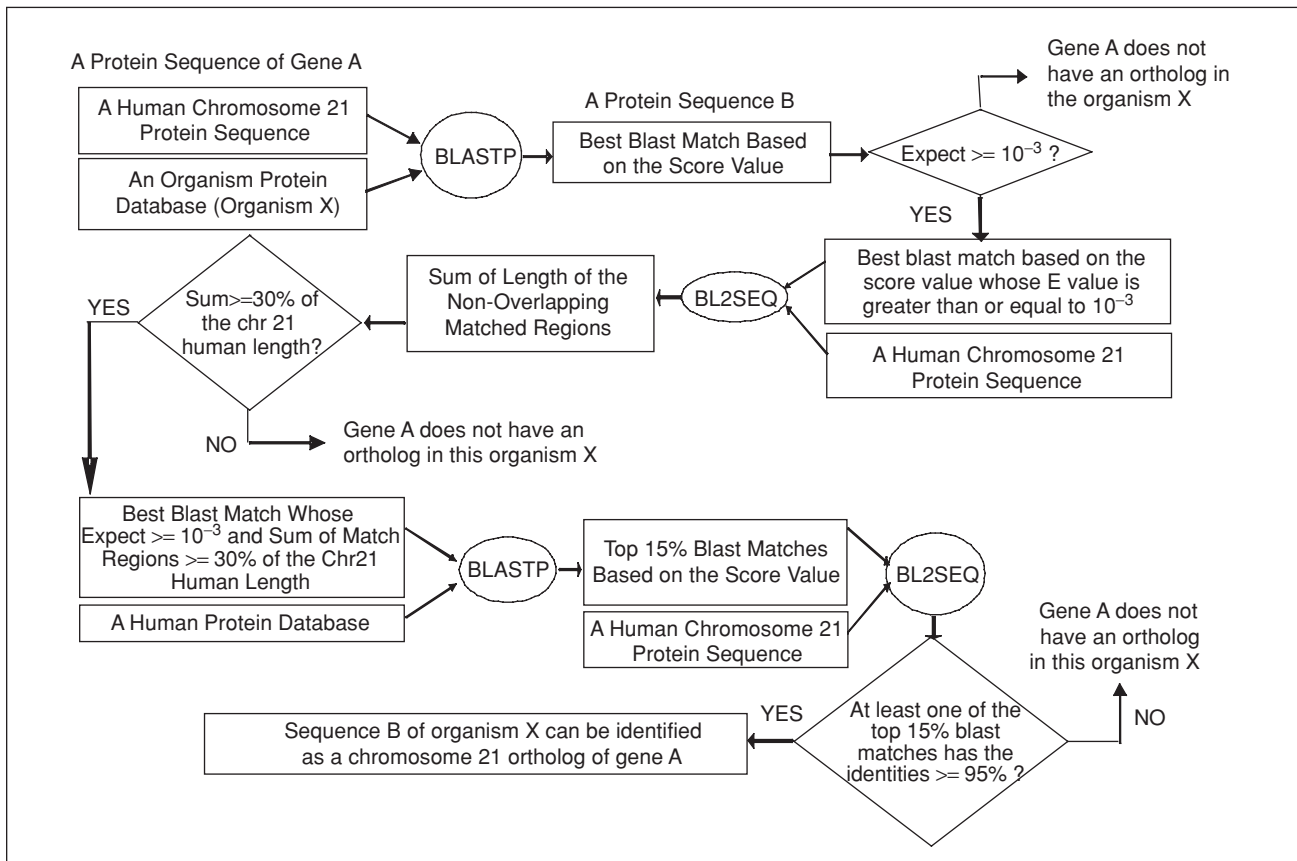 A Protein Sequence of Gene A
A Human Chromosome 21
Protein Sequence
An Organism Protein
Database (Organism X)
BLASTP
A Protein Sequence B
Best Blast Match Based
on the Score Value
Expect >= 10⁻³ ?
Gene A does not
have an ortholog in
the organism X
YES
Best blast match based on the
score value whose E value is
greater than or equal to 10⁻³
A Human Chromosome 21
Protein Sequence
BL2SEQ
Sum of Length of the
Non-Overlapping
Matched Regions
Sum>=30% of
the chr 21
human length?
YES
NO
Gene A does not have an
ortholog in this organism X
Best Blast Match Whose
Expect >= 10⁻³ and Sum of Match
Regions >= 30% of the Chr21
Human Length
A Human Protein Database
BLASTP
Top 15% Blast Matches
Based on the Score Value
A Human Chromosome 21
Protein Sequence
BL2SEQ
At least one of the
top 15% blast
matches has the
identities >= 95% ?
Gene A does not
have an ortholog
in this organism X
NO
YES
Sequence B of organism X can be identified
as a chromosome 21 ortholog of gene A